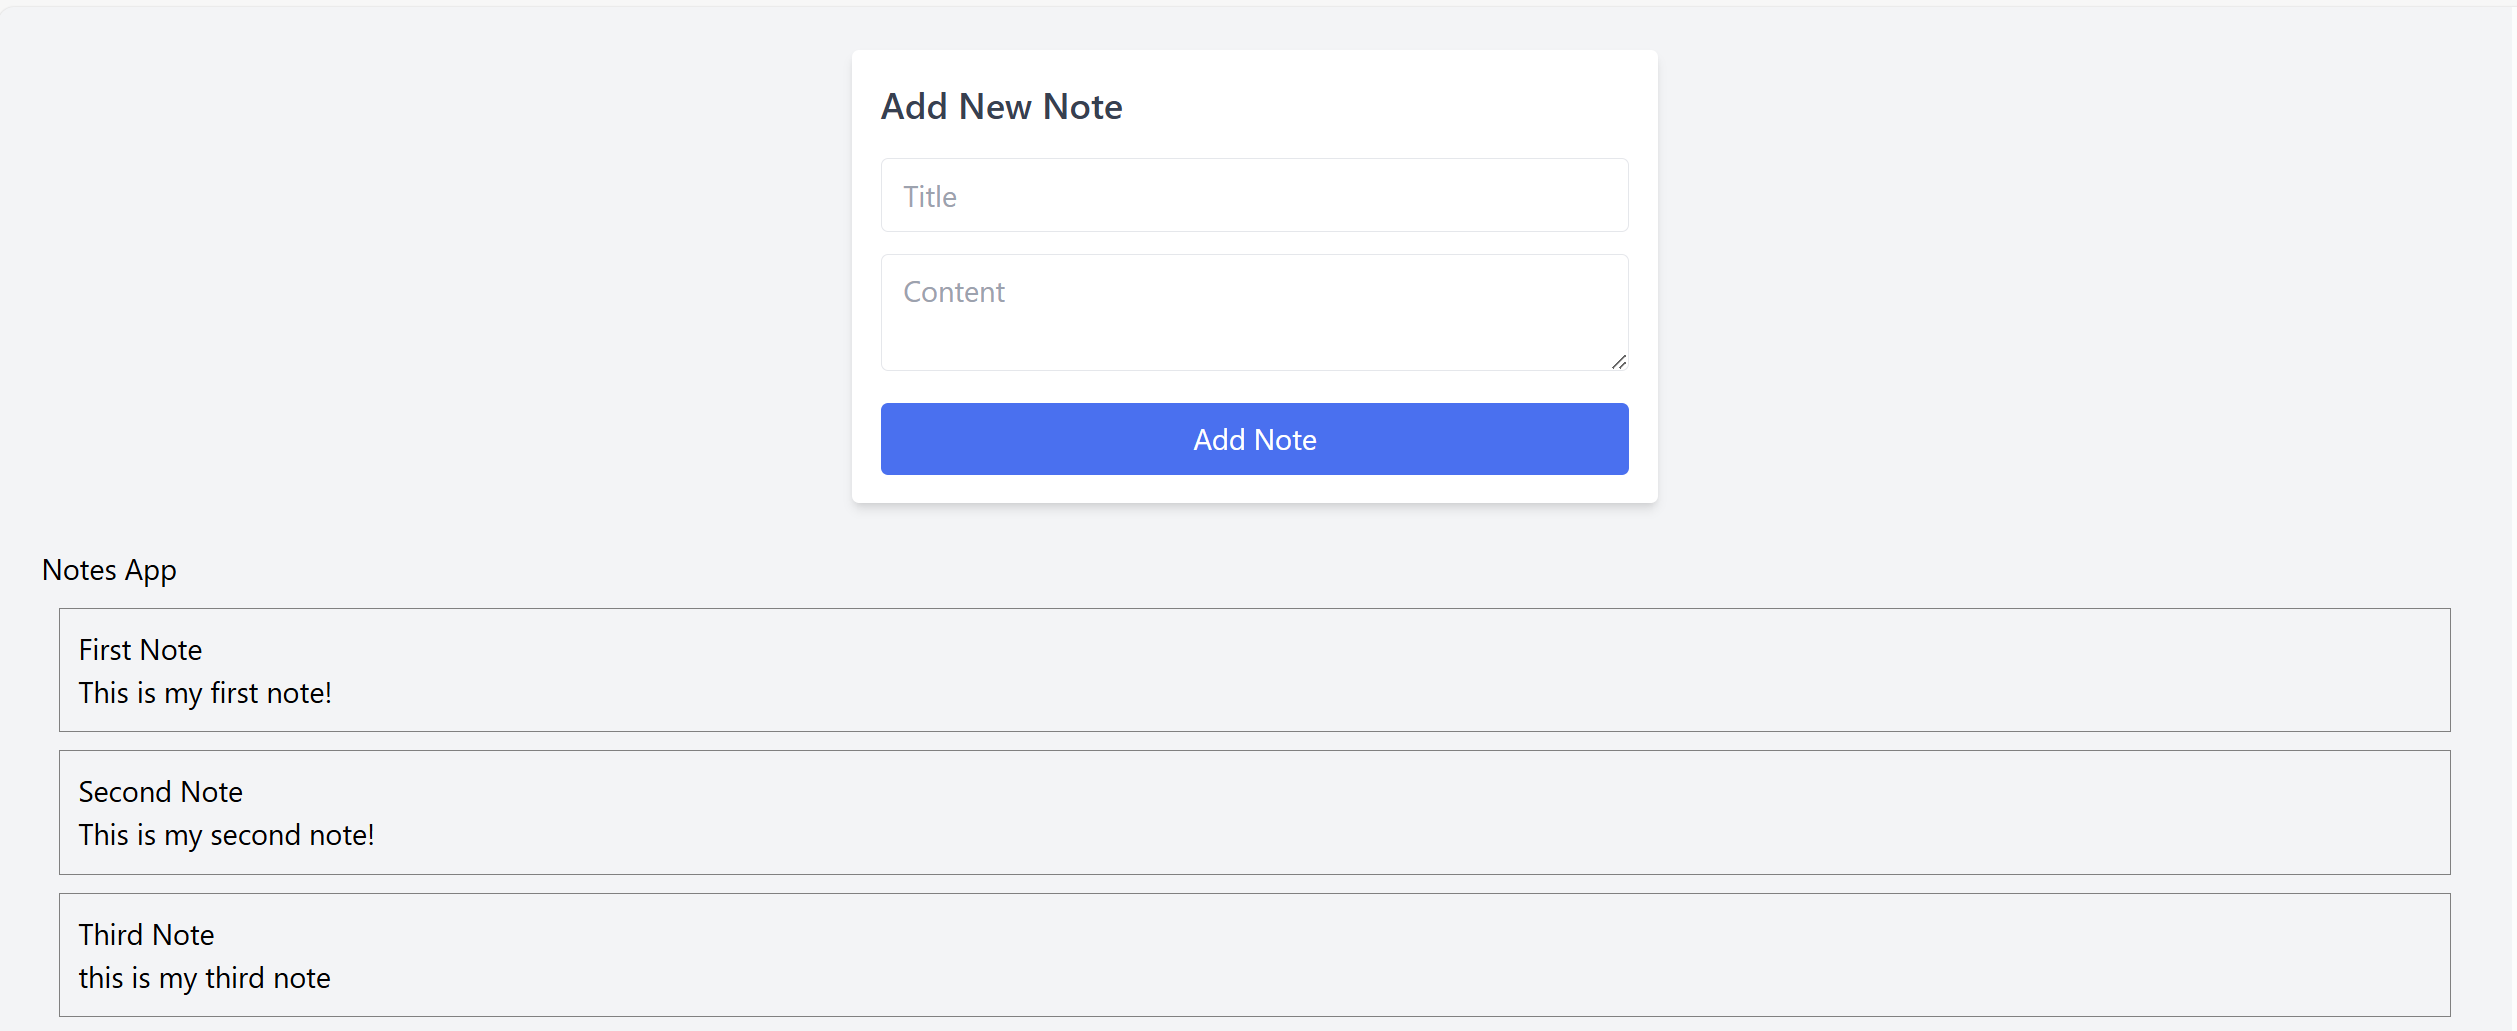 Add New Note
Title
Content
Add Note
Notes App
First Note
This is my first note!
Second Note
This is my second note!
Third Note
this is my third note